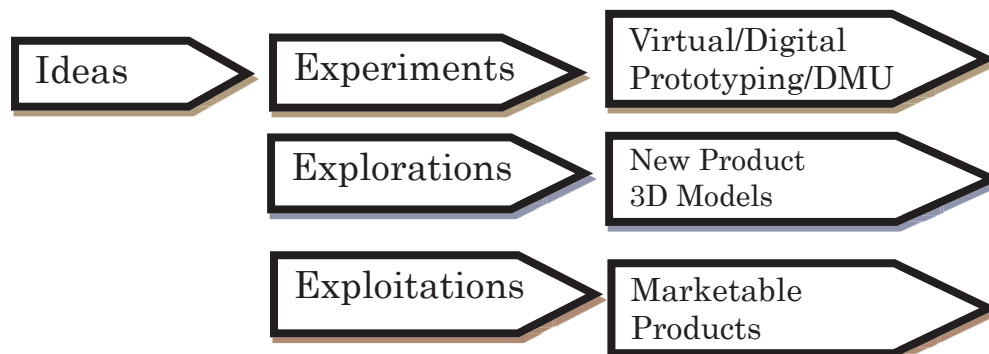 Ideas
Experiments
Virtual/Digital
Prototyping/DMU
Explorations
New Product
3D Models
Exploitations
Marketable
Products